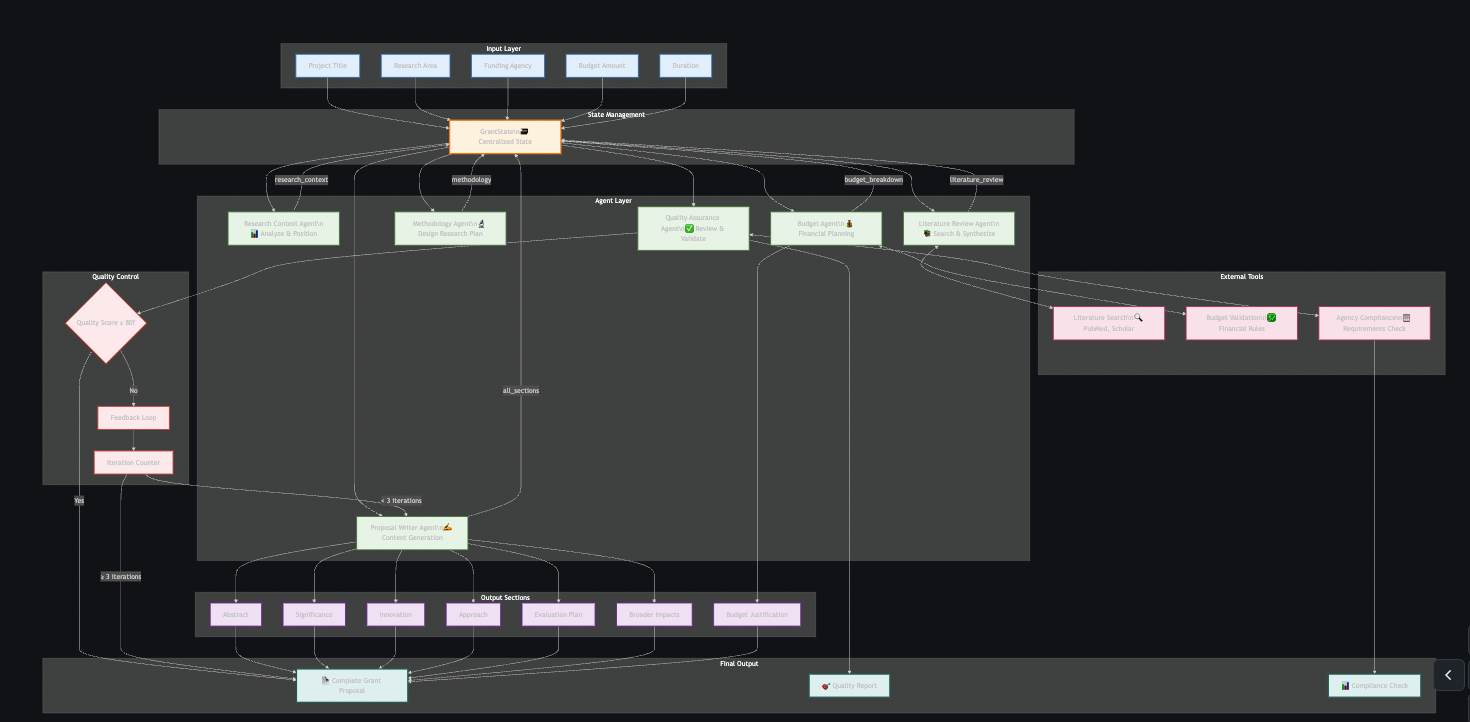 Input Layer
Project Title
Research Area
Funding Agency
Budget Amount
Duration
State Management
GrantState\n🗃️
Centralized State
research_context
methodology
budget_breakdown
literature_review
Agent Layer
Research Context Agent\n
📊 Analyze & Position
Methodology Agent\n🔬
Design Research Plan
Quality Assurance
Agent\n✅ Review &
Validate
Budget Agent\n💰
Financial Planning
Literature Review Agent\n
📚 Search & Synthesize
Quality Control
Quality Score ≥ 80?
No
Feedback Loop
Iteration Counter
Yes
< 3 iterations
≥ 3 iterations
all_sections
External Tools
Literature Search\n🔍
PubMed, Scholar
Budget Validation\n💹
Financial Rules
Agency Compliance\n📋
Requirements Check
Proposal Writer Agent\n✍️
Content Generation
Output Sections
Abstract
Significance
Innovation
Approach
Evaluation Plan
Broader Impacts
Budget Justification
Final Output
📄 Complete Grant
Proposal
🎯 Quality Report
📊 Compliance Check